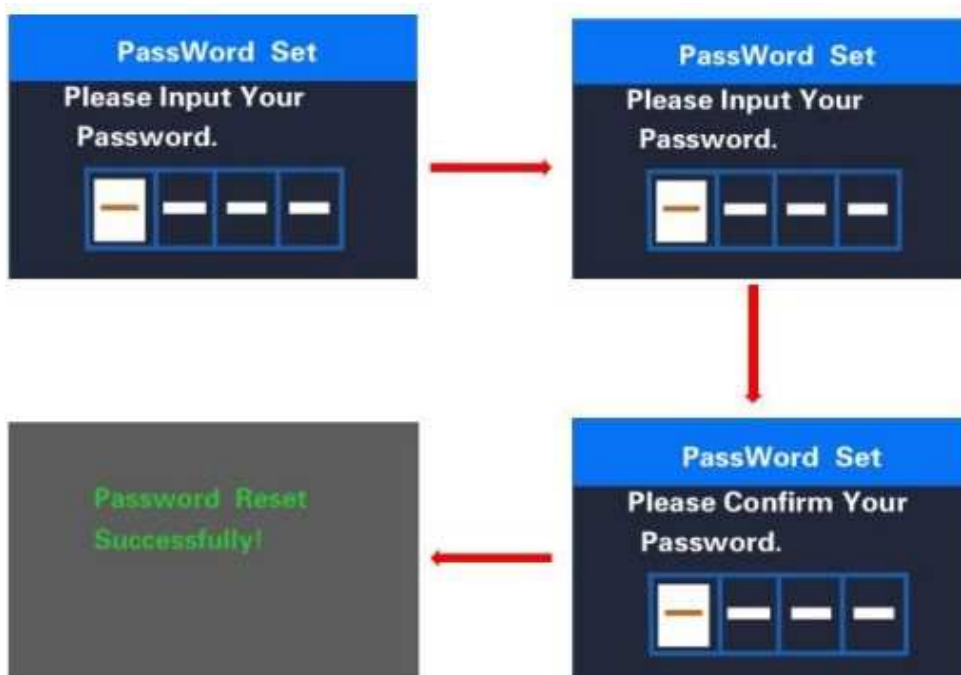 PassWord Set
Please Input Your
Password.
PassWord Set
Please Input Your
Password.
PassWord Set
Please Confirm Your
Password.
Password Reset
Successfully!